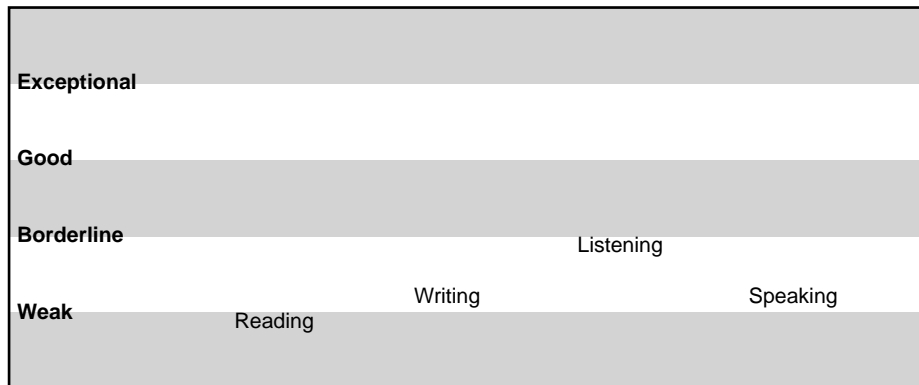 Exceptional
Good
Borderline
Listening
Writing
Speaking
Weak
Reading